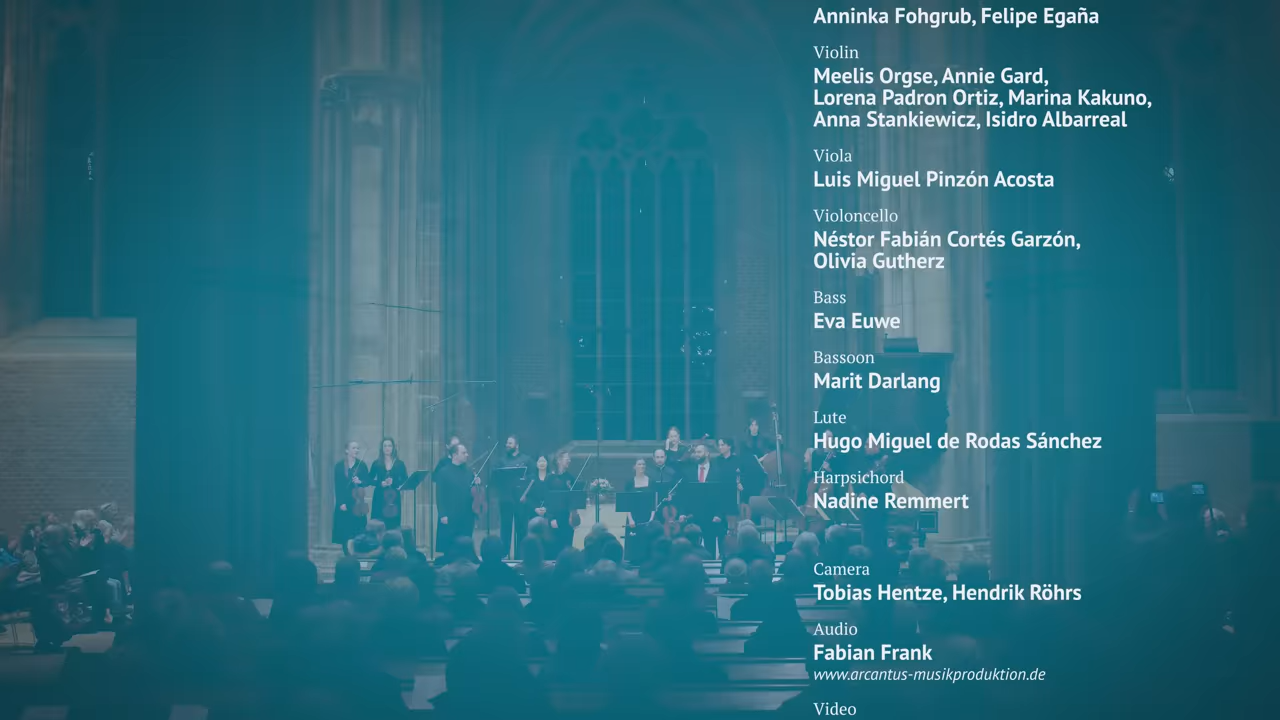 Anninka Fohgrub, Felipe Egaña
Violin
Meelis Orgse, Annie Gard,
Lorena Padron Ortiz, Marina Kakuno,
Anna Stankiewicz, Isidro Albarreal
Viola
Luis Miguel Pinzón Acosta
Violoncello
Néstor Fabián Cortés Garzón,
Olivia Gutherz
Bass
Eva Euwe
Bassoon
Marit Darlang
Lute
Hugo Miguel de Rodas Sánchez
Harpsichord
Nadine Remmert
Camera
Tobias Hentze, Hendrik Röhrs
Audio
Fabian Frank
www.arcantus-musikproduktion.de
Video